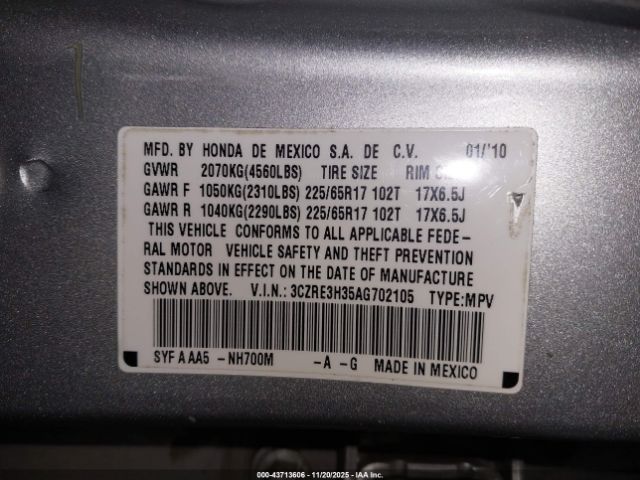 MFD. BY HONDA DE MEXICO S.A. DE C.V. 01/'10
GVWR 2070KG(4560LBS) TIRE SIZE RIM
GAWR F 1050KG(2310LBS) 225/65R17 102T 17X6.5J
GAWR R 1040KG(2290LBS) 225/65R17 102T 17X6.5J
THIS VEHICLE CONFORMS TO ALL APPLICABLE FEDE-
RAL MOTOR VEHICLE SAFETY AND THEFT PREVENTION
STANDARDS IN EFFECT ON THE DATE OF MANUFACTURE
SHOWN ABOVE. V.I.N.: 3CZRE3H35AG702105 TYPE:MPV
SYF A AA5 -NH700M -A -G MADE IN MEXICO
000-43713606 - 11/20/2025 - IAA Inc.